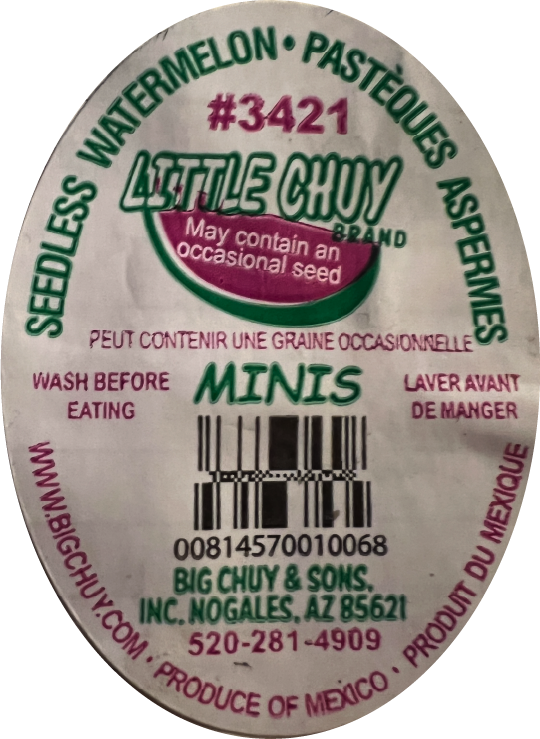 SEEDLESS WATERMELON • PASTÈQUES ASPERMES
#3421
LITTLE CHUY
BRAND
May contain an
occasional seed
PEUT CONTENIR UNE GRAINE OCCASIONNELLE
WASH BEFORE
EATING
MINIS
LAVER AVANT
DE MANGER
00814570010068
BIG CHUY & SONS,
INC. NOGALES, AZ 85621
520-281-4909
WWW.BIGCHUY.COM • PRODUCE OF MEXICO • PRODUIT DU MEXIQUE